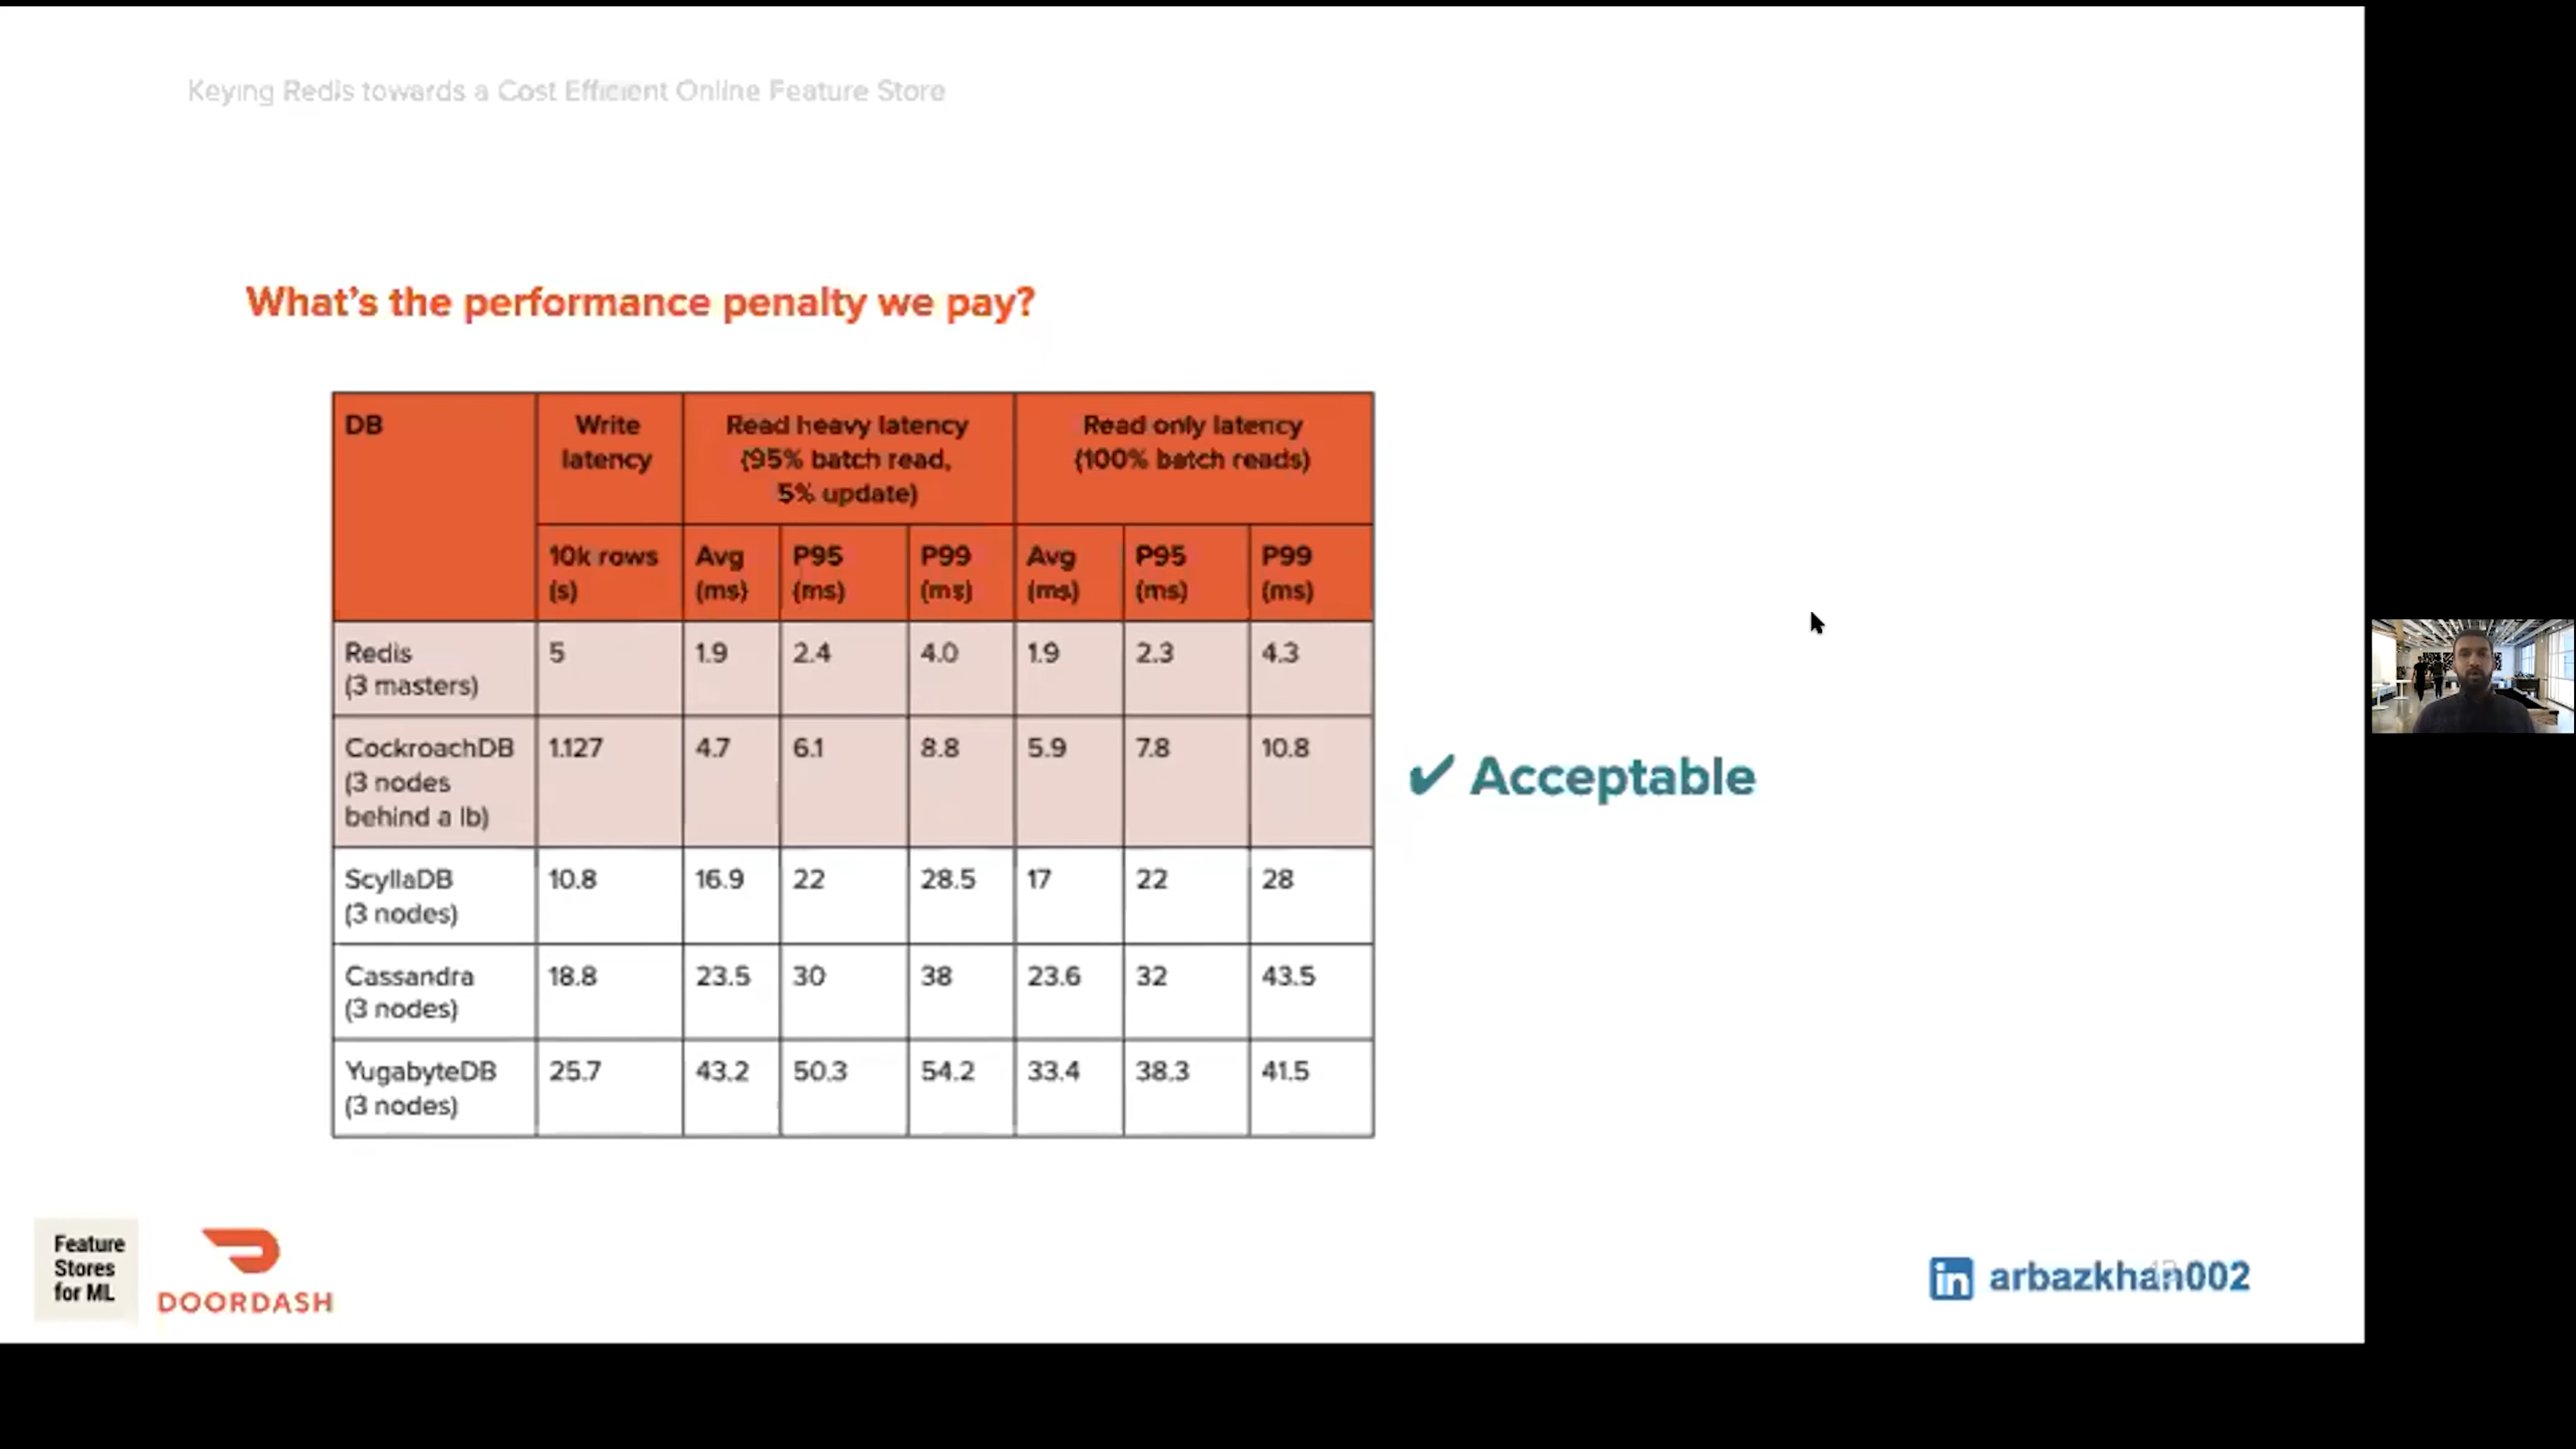 Keying Redis towards a Cost Efficient Online Feature Store
What's the performance penalty we pay?
DB
Write
latency
Read heavy latency
(95% batch read,
5% update)
Read only latency
(100% batch reads)
10k rows
(s)
Avg
(ms)
P95
(ms)
P99
(ms)
Avg
(ms)
P95
(ms)
P99
(ms)
Redis
(3 masters)
5
1.9
2.4
4.0
1.9
2.3
4.3
CockroachDB
(3 nodes
behind a lb)
1.127
4.7
6.1
8.8
5.9
7.8
10.8
✔ Acceptable
ScyllaDB
(3 nodes)
10.8
16.9
22
28.5
17
22
28
Cassandra
(3 nodes)
18.8
23.5
30
38
23.6
32
43.5
YugabyteDB
(3 nodes)
25.7
43.2
50.3
54.2
33.4
38.3
41.5
Feature
Stores
for ML
DOORDASH
in arbazkhan002